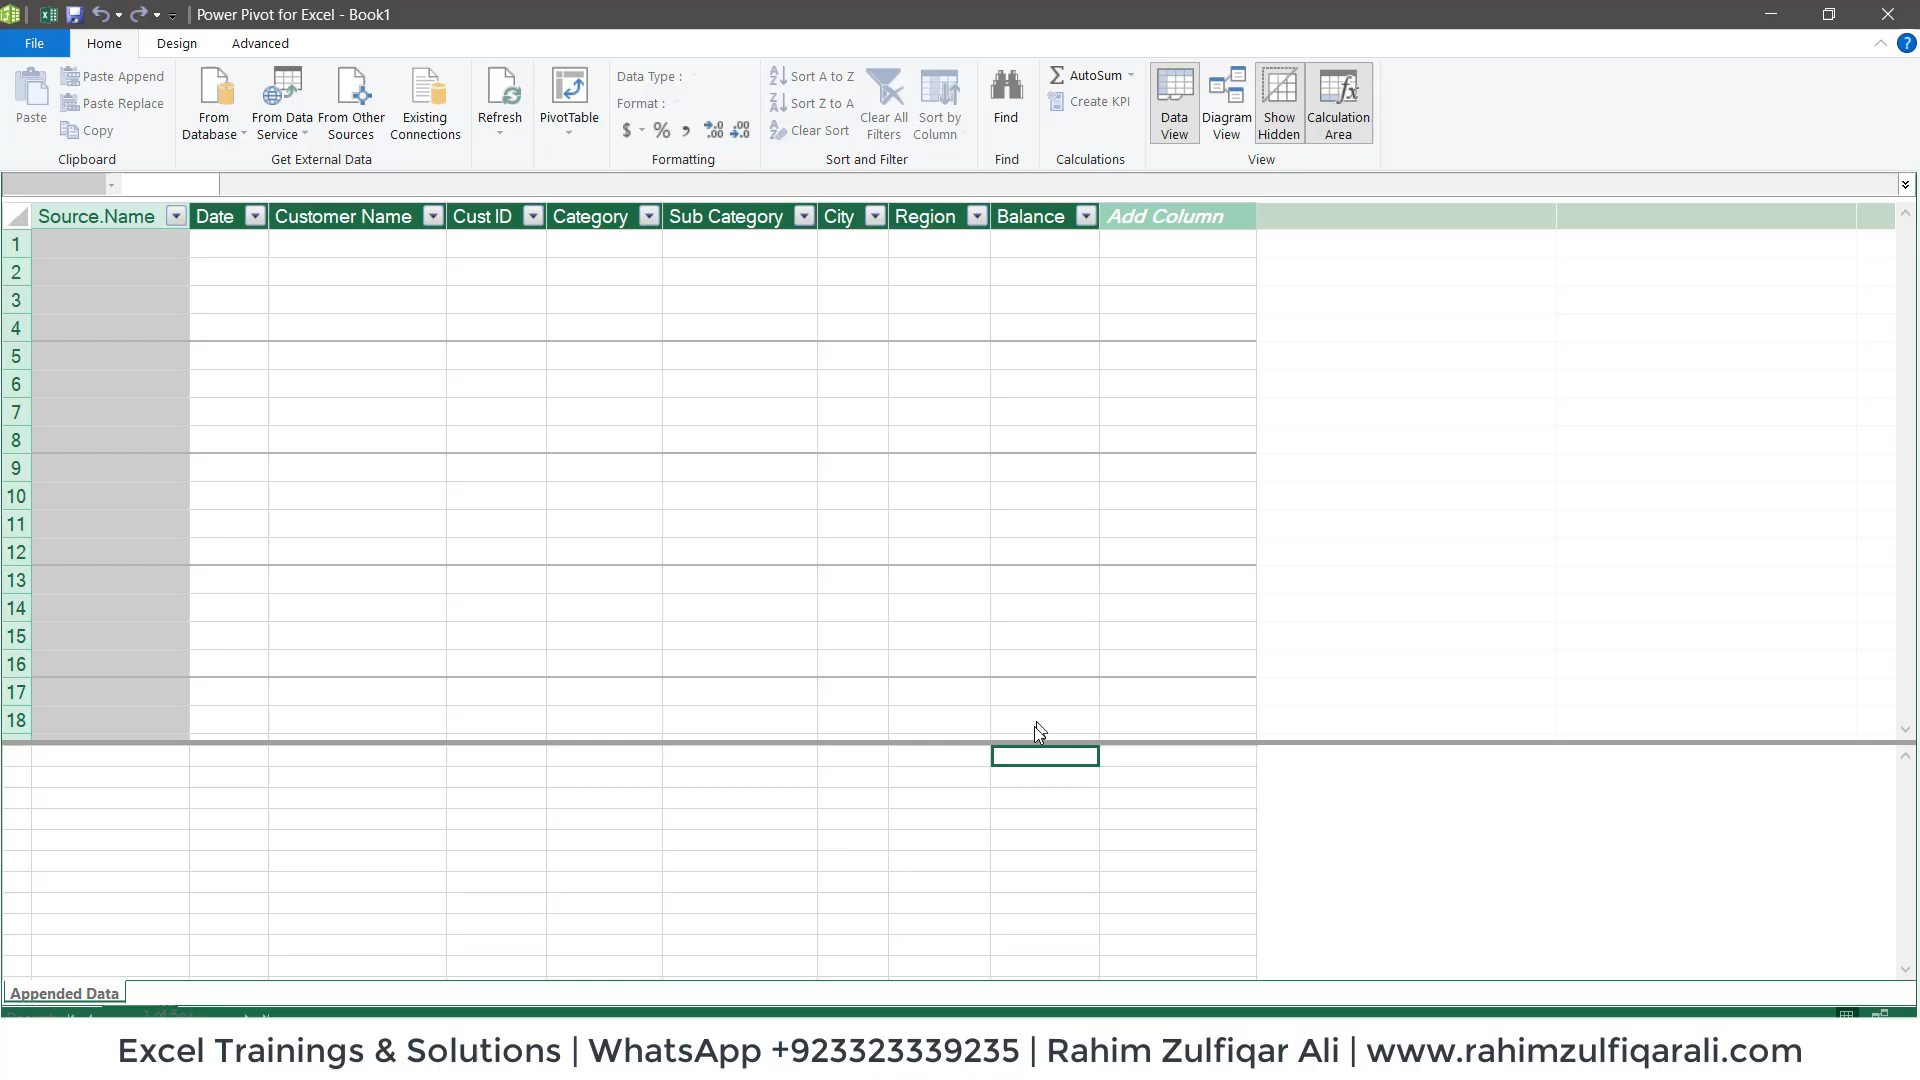 Power Pivot for Excel - Book1
File Home Design Advanced
Paste
Paste Append
Paste Replace
Copy
Clipboard
From Database
From Data Service
From Other Sources
Existing Connections
Get External Data
Refresh
PivotTable
Data Type :
Format :
$ % ,
Formatting
Sort A to Z
Sort Z to A
Clear Sort
Clear All Filters
Sort by Column
Sort and Filter
Find
Find
AutoSum
Create KPI
Calculations
Data View
Diagram View
Show Hidden
Calculation Area
View
Source.Name Date Customer Name Cust ID Category Sub Category City Region Balance Add Column
1
2
3
4
5
6
7
8
9
10
11
12
13
14
15
16
17
18
Appended Data
Excel Trainings & Solutions | WhatsApp +923323339235 | Rahim Zulfiqar Ali | www.rahimzulfiqarali.com